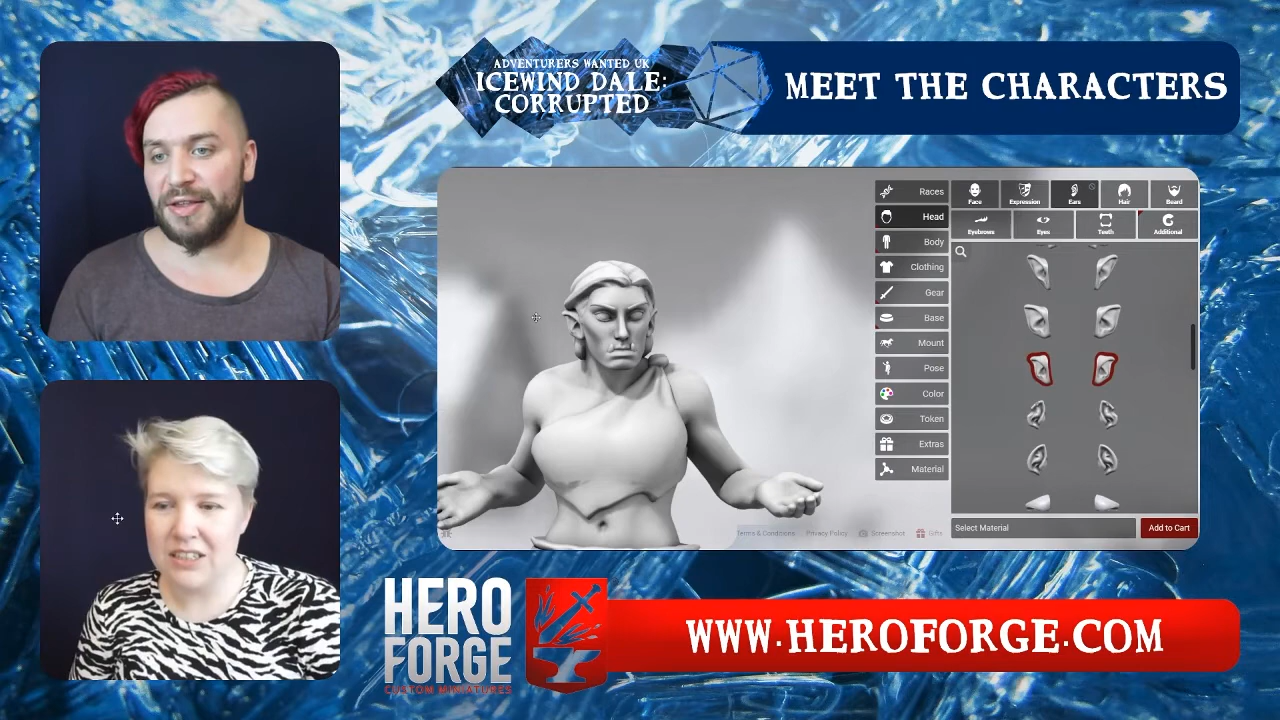 ADVENTURERS WANTED UK
ICEWIND DALE:
CORRUPTED
MEET THE CHARACTERS
Races
Head
Body
Clothing
Gear
Base
Mount
Pose
Color
Token
Extras
Material
Face
Expression
Ears
Hair
Beard
Eyebrows
Eyes
Teeth
Additional
Terms & Conditions
Privacy Policy
Screenshot
Gifts
Select Material
Add to Cart
HERO
FORGE
CUSTOM MINIATURES
WWW.HEROFORGE.COM